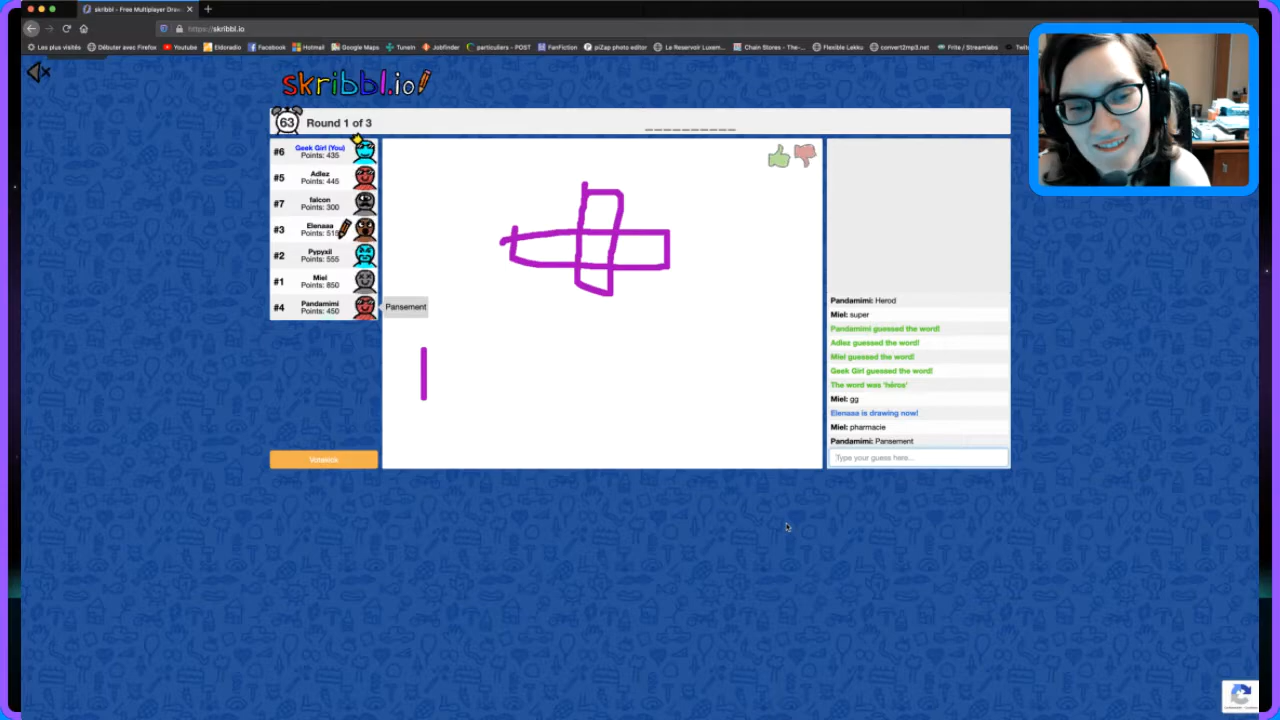 skribbl - Free Multiplayer Draw
https://skribbl.io
Les plus visités Débuter avec Firefox Youtube Eldoradio Facebook Hotmail Google Maps TuneIn Jobfinder particuliers - POST FanFiction piZap photo editor Le Reservoir Luxem... Chain Stores - The-... Flexible Lekku convert2mp3.net Frite / Streamlabs Twit
skribbl.io
63 Round 1 of 3
#6 Geek Girl (You)
Points: 435
#5 Adlez
Points: 445
#7 falcon
Points: 300
#3 Elenaaa
Points: 515
#2 Pypyxii
Points: 555
#1 Miel
Points: 850
#4 Pandamimi
Points: 450
Pansement
Votekick
Pandamimi: Herod
Miel: super
Pandamimi guessed the word!
Adlez guessed the word!
Miel guessed the word!
Geek Girl guessed the word!
The word was 'héros'
Miel: gg
Elenaaa is drawing now!
Miel: pharmacie
Pandamimi: Pansement
Type your guess here...